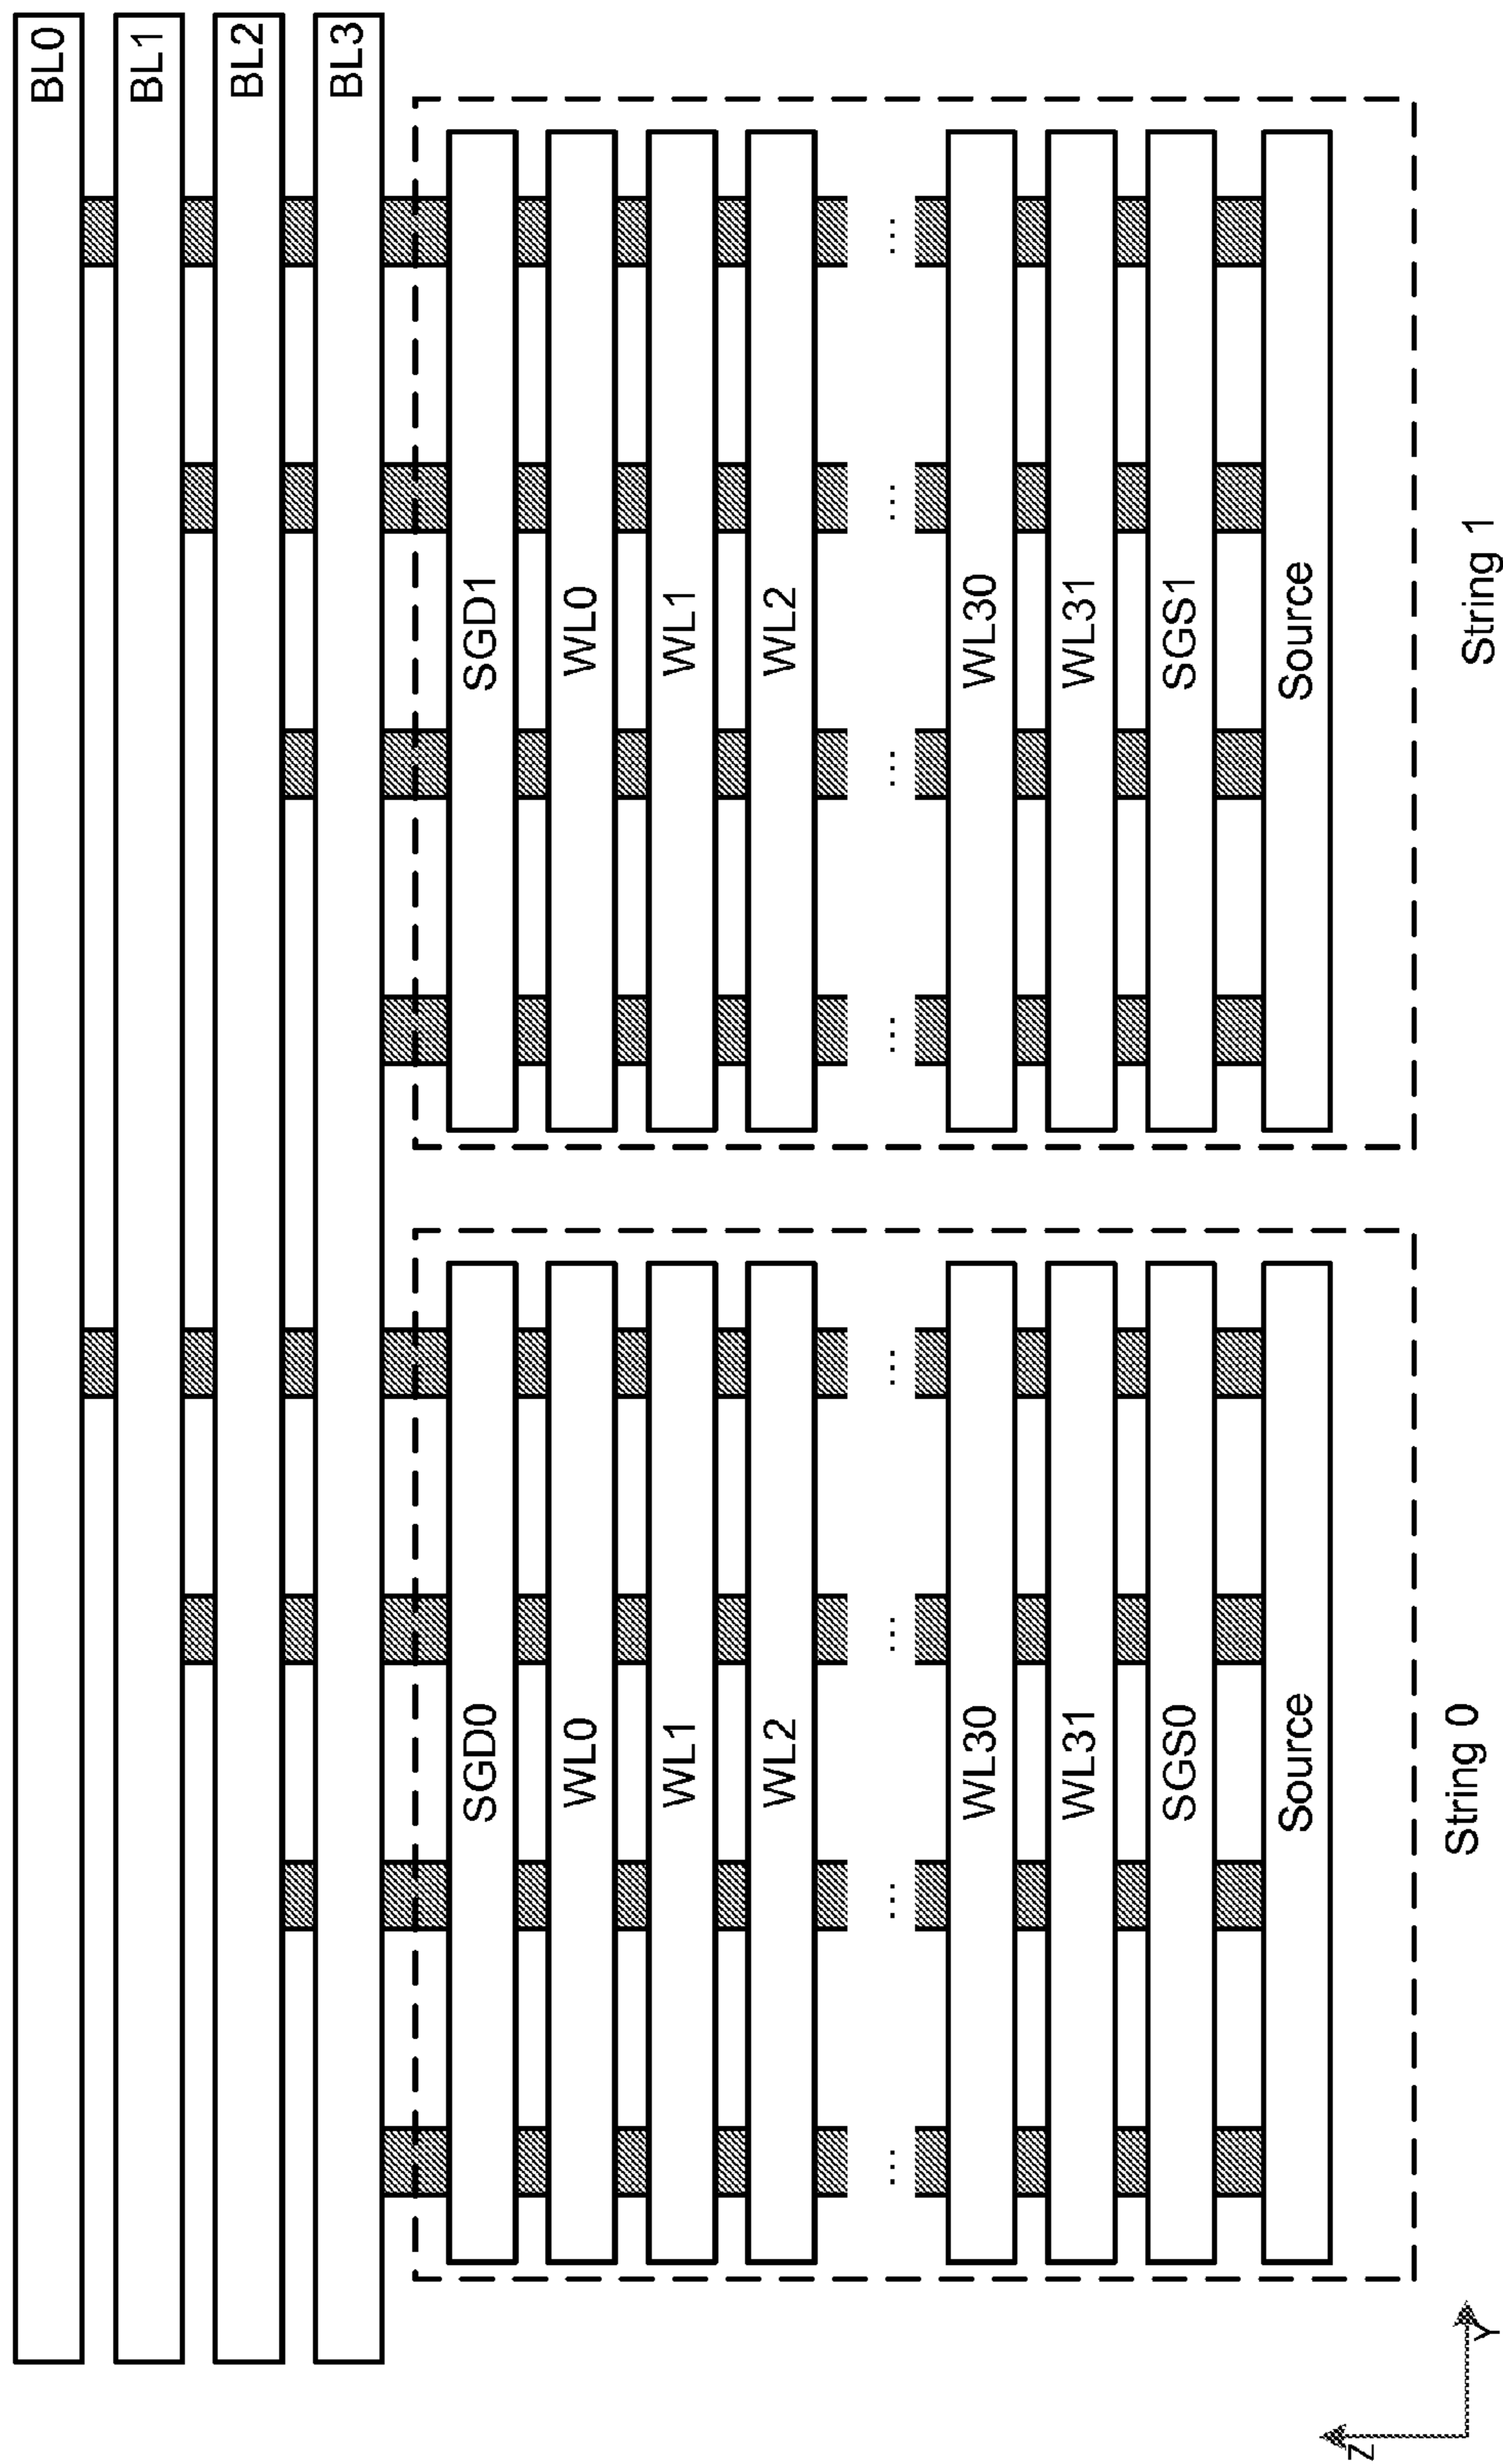 BL0
BL1
BL2
BL3
SGD0
SGD1
WL0
WL0
WL1
WL1
WL2
WL2
... ... ... ...
... ... ... ...
WL30
WL30
WL31
WL31
SGS0
SGS1
Source
Source
Z
Y
String 0
String 1